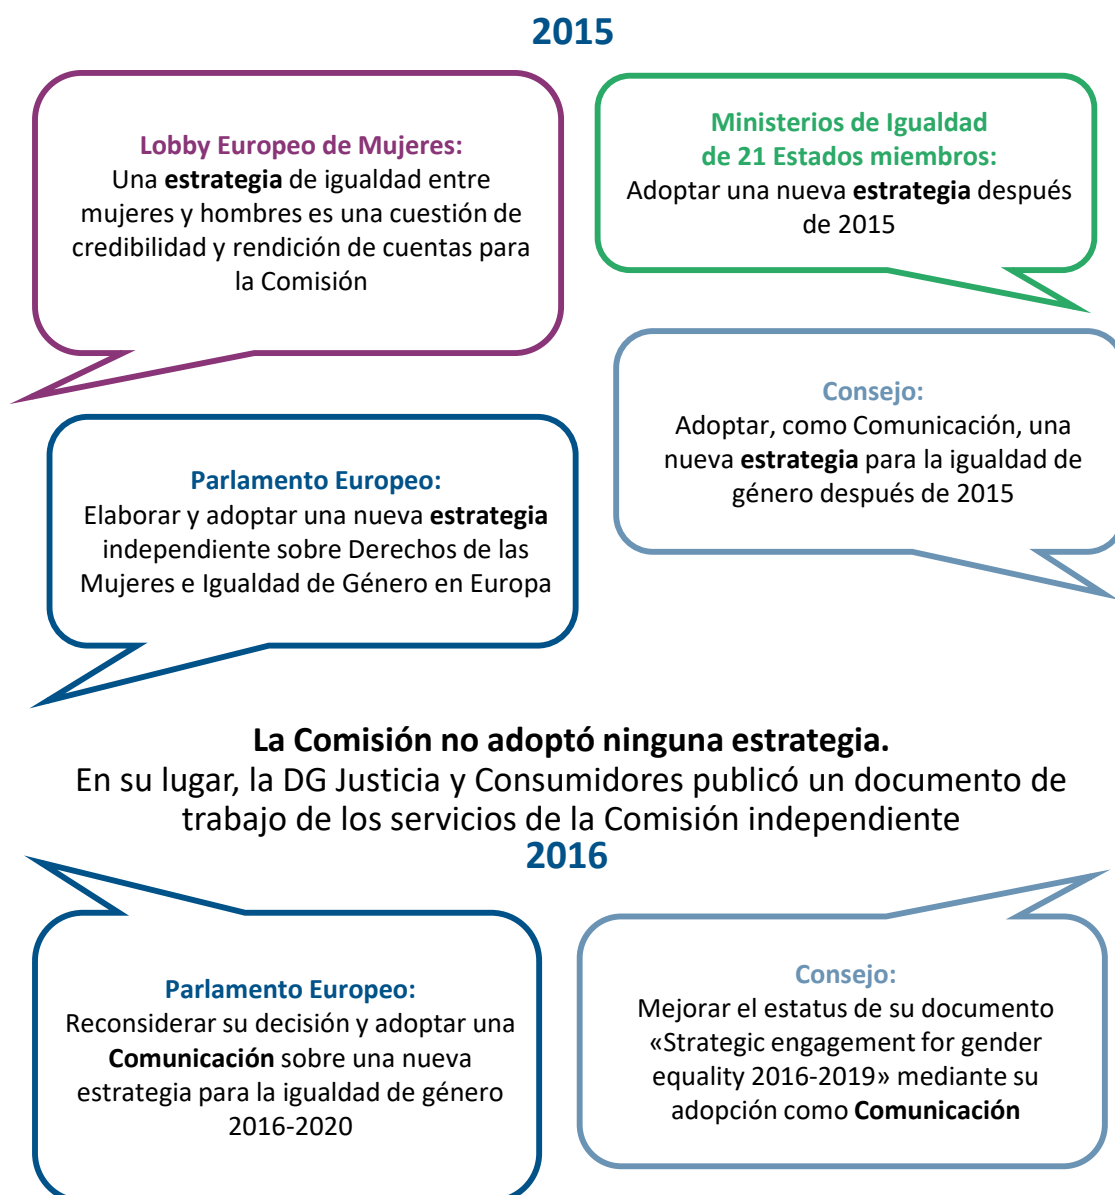 2015
Lobby Europeo de Mujeres:
Una estrategia de igualdad entre
mujeres y hombres es una cuestión de
credibilidad y rendición de cuentas para
la Comisión
Ministerios de Igualdad
de 21 Estados miembros:
Adoptar una nueva estrategia después
de 2015
Consejo:
Adoptar, como Comunicación, una
nueva estrategia para la igualdad de
género después de 2015
Parlamento Europeo:
Elaborar y adoptar una nueva estrategia
independiente sobre Derechos de las
Mujeres e Igualdad de Género en Europa
La Comisión no adoptó ninguna estrategia.
En su lugar, la DG Justicia y Consumidores publicó un documento de
trabajo de los servicios de la Comisión independiente
2016
Parlamento Europeo:
Reconsiderar su decisión y adoptar una
Comunicación sobre una nueva
estrategia para la igualdad de género
2016-2020
Consejo:
Mejorar el estatus de su documento
«Strategic engagement for gender
equality 2016-2019» mediante su
adopción como Comunicación